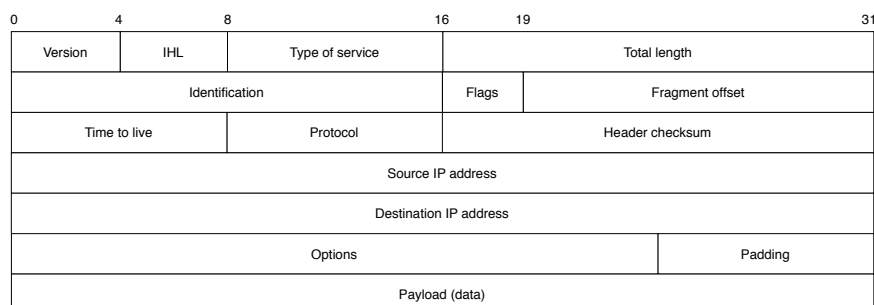 0 4 8 16 19 31
Version IHL Type of service Total length
Identification Flags Fragment offset
Time to live Protocol Header checksum
Source IP address
Destination IP address
Options Padding
Payload (data)